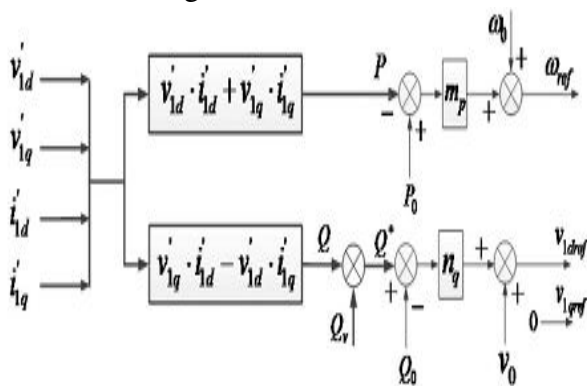 v'1d
v'1q
i'1d
i'1q
v'1d · i'1d + v'1q · i'1q
P
−
+
P0
mp
+
ω0
+
ωref
v'1q · i'1d − v'1d · i'1q
Q
Qv
Q*
+
−
Q0
nq
+
+
v0
v1dref
0
v1qref